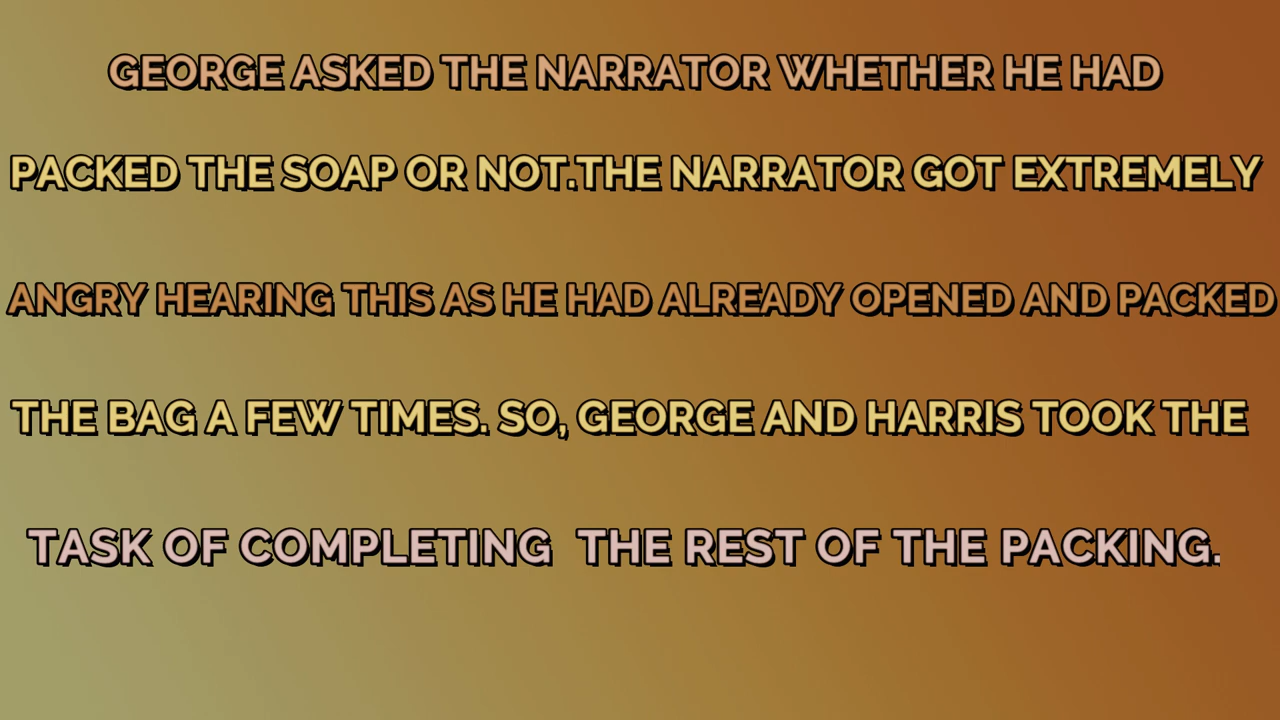 GEORGE ASKED THE NARRATOR WHETHER HE HAD
PACKED THE SOAP OR NOT.THE NARRATOR GOT EXTREMELY
ANGRY HEARING THIS AS HE HAD ALREADY OPENED AND PACKED
THE BAG A FEW TIMES. SO, GEORGE AND HARRIS TOOK THE
TASK OF COMPLETING  THE REST OF THE PACKING.